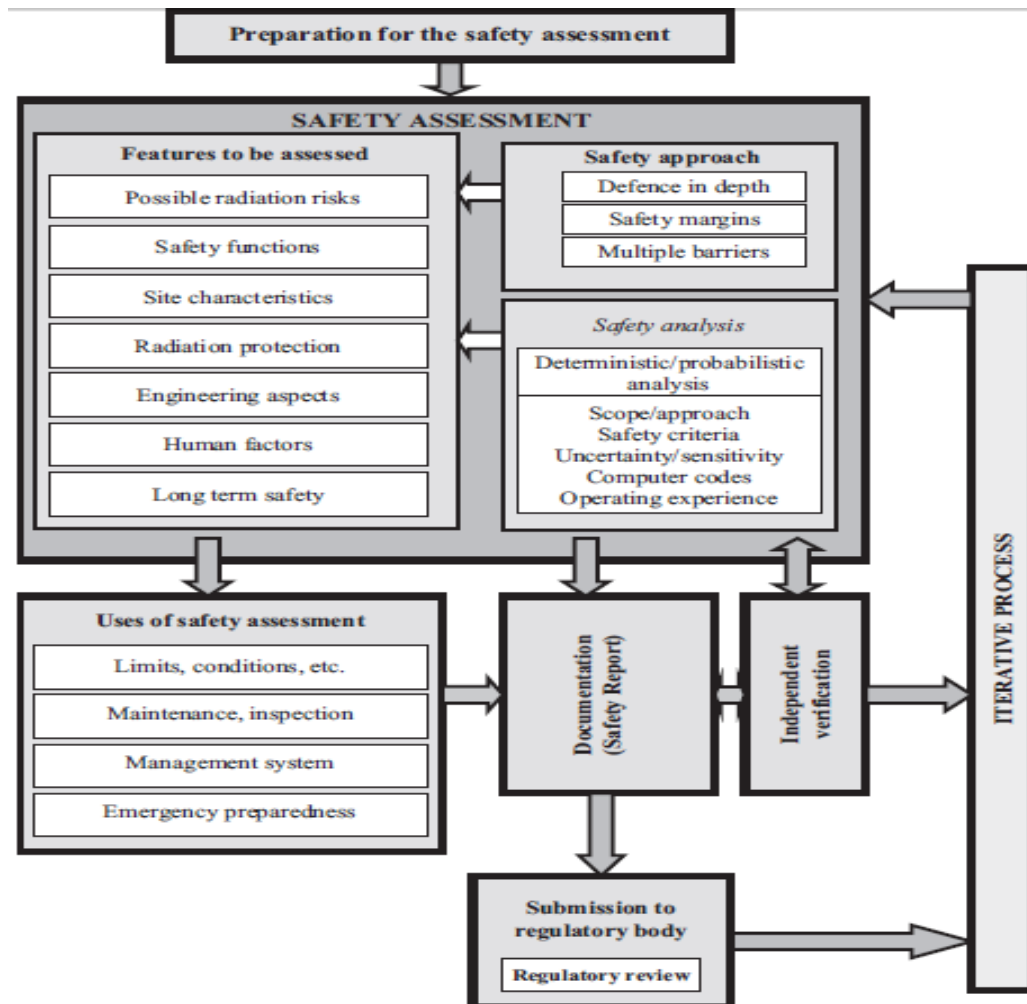 Preparation for the safety assessment
SAFETY ASSESSMENT
Features to be assessed
Possible radiation risks
Safety functions
Site characteristics
Radiation protection
Engineering aspects
Human factors
Long term safety
Safety approach
Defence in depth
Safety margins
Multiple barriers
Safety analysis
Deterministic/probabilistic
analysis
Scope/approach
Safety criteria
Uncertainty/sensitivity
Computer codes
Operating experience
Uses of safety assessment
Limits, conditions, etc.
Maintenance, inspection
Management system
Emergency preparedness
Documentation
(Safety Report)
Independent
verification
Submission to
regulatory body
Regulatory review
ITERATIVE PROCESS